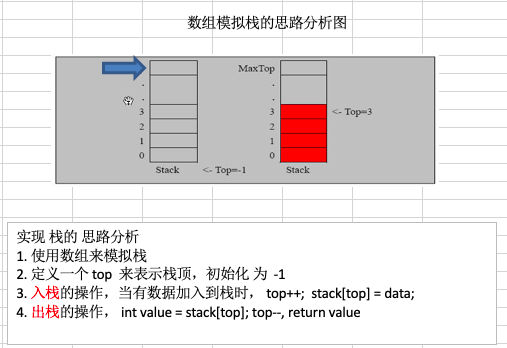 数组模拟栈的思路分析图
MaxTop
.
.
.
.
3
3
<- Top=3
2
2
1
1
0
0
Stack
<- Top=-1
Stack
实现 栈的 思路分析
1. 使用数组来模拟栈
2. 定义一个 top 来表示栈顶，初始化 为 -1
3. 入栈的操作，当有数据加入到栈时， top++; stack[top] = data;
4. 出栈的操作， int value = stack[top]; top--, return value